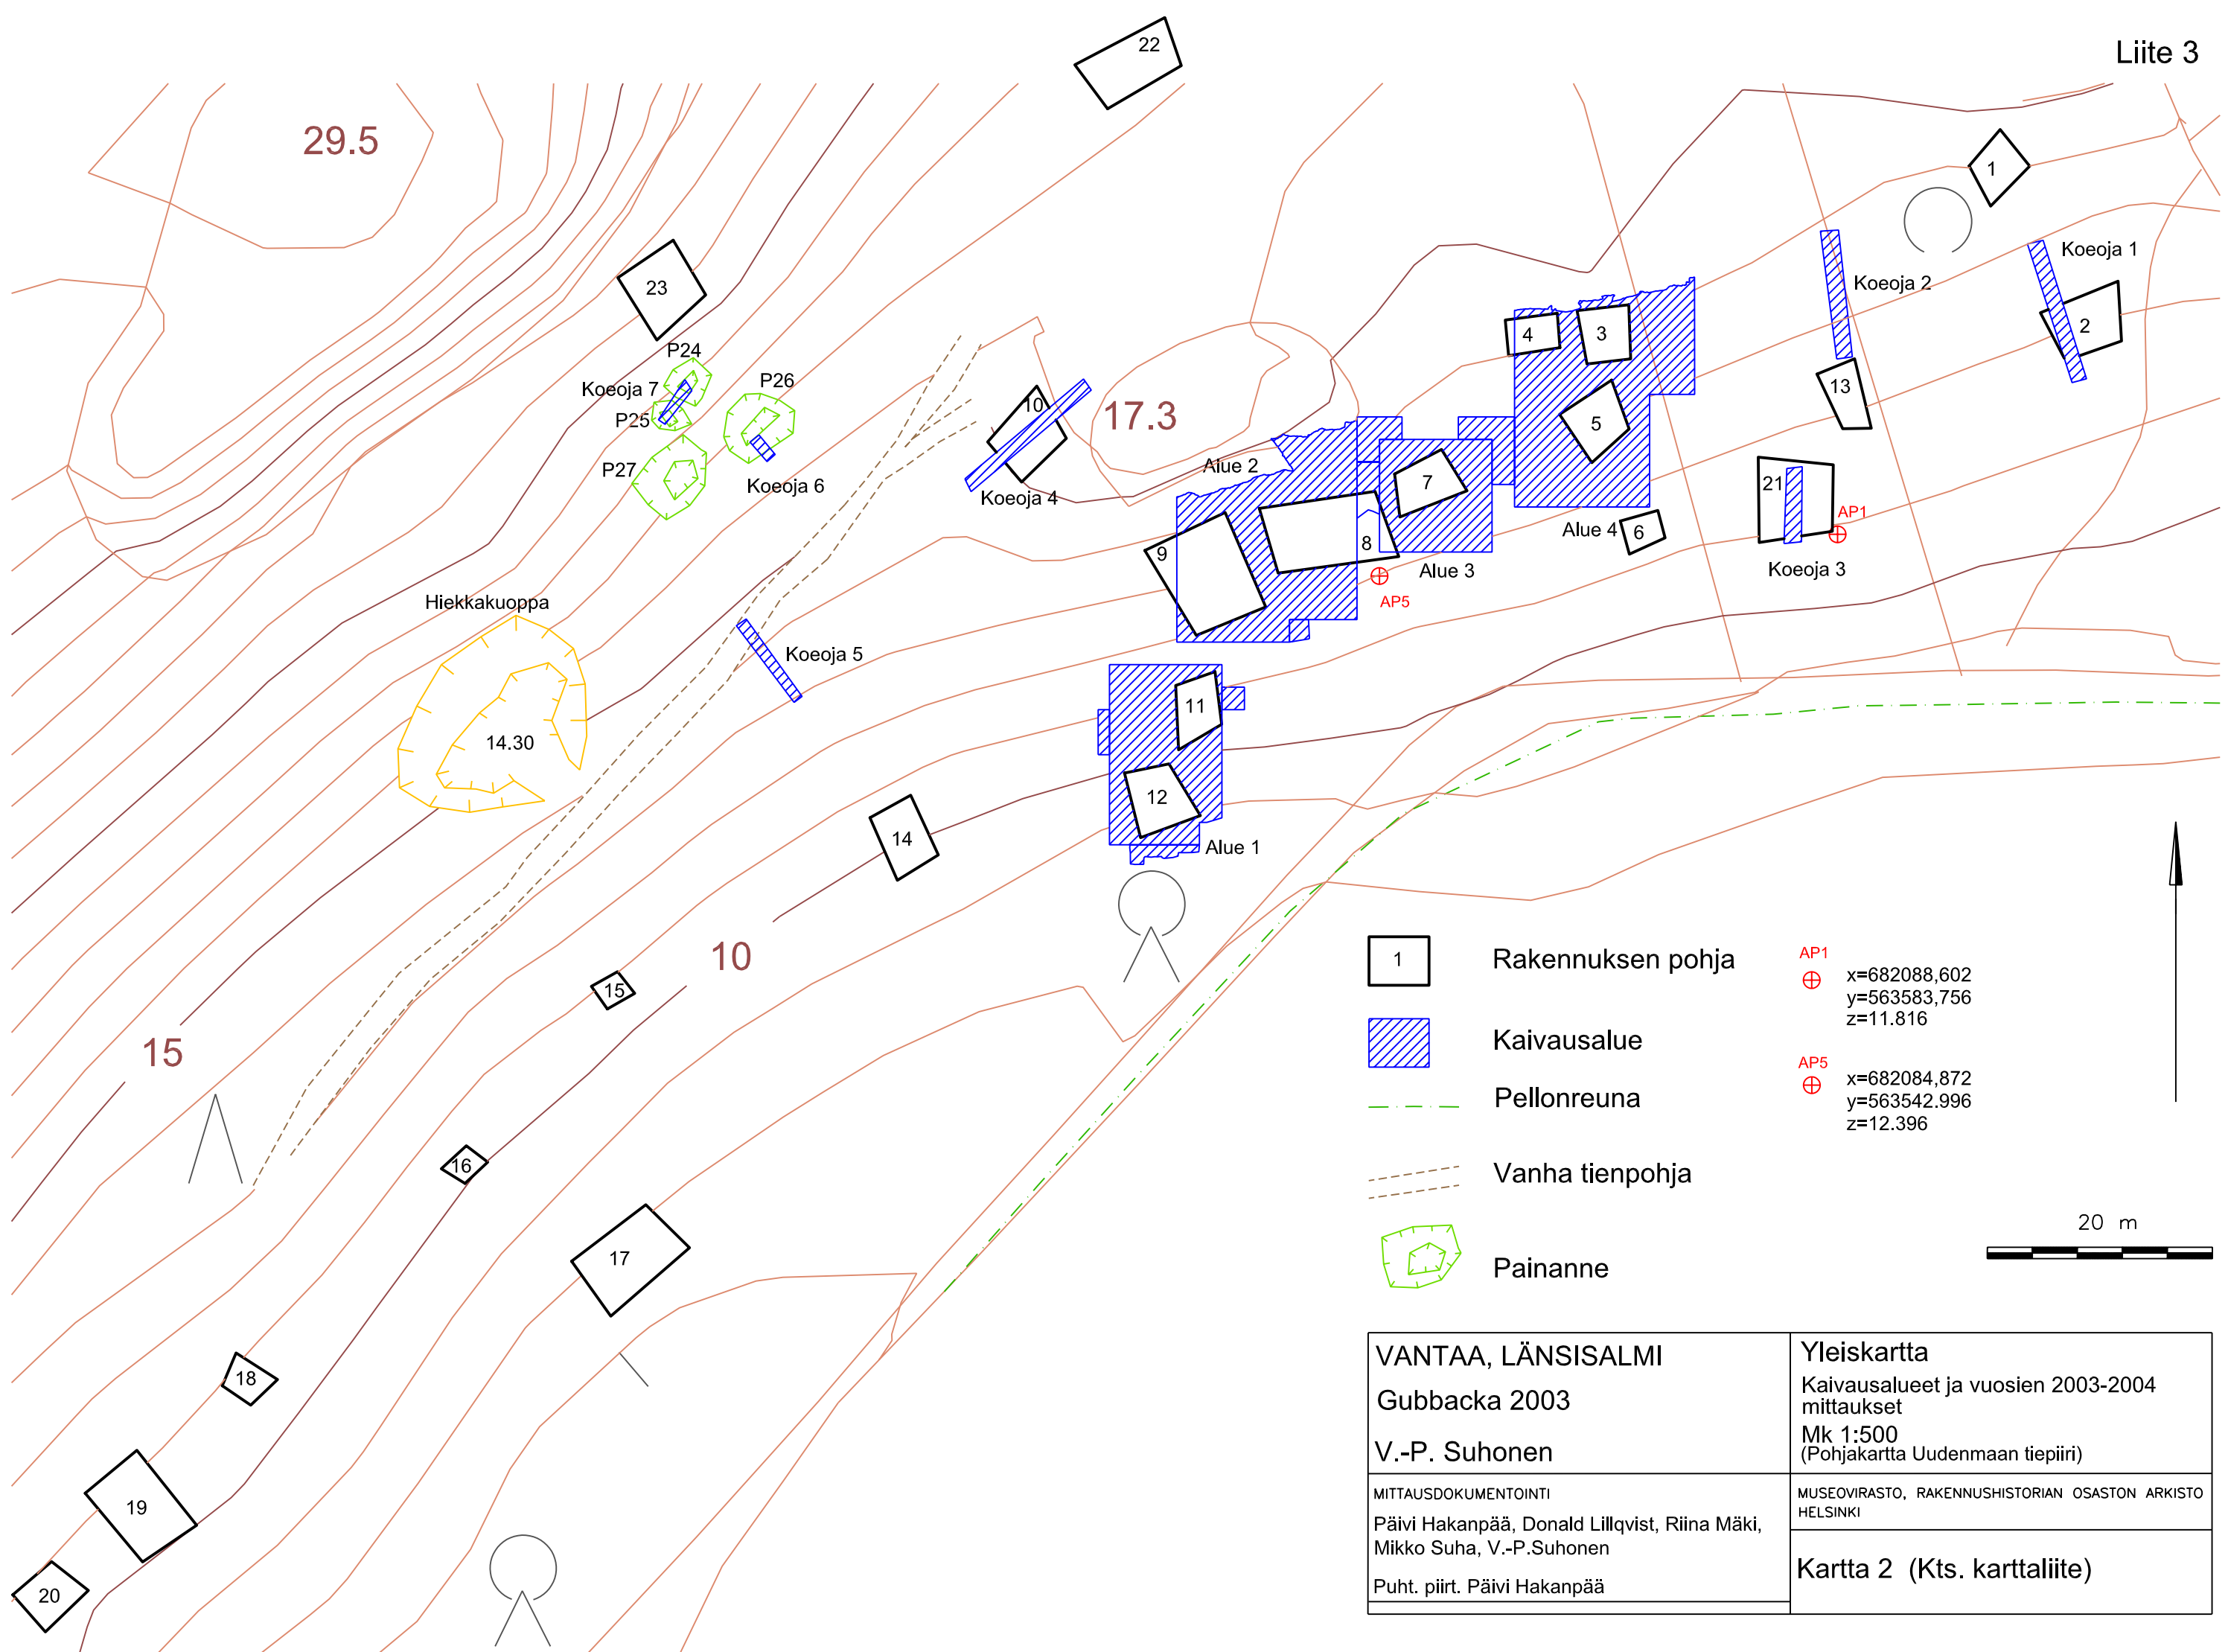 Liite 3
22
29.5
1
23
Koeoja 1
Koeoja 2
2
4
3
P24
Koeoja 7
P26
P25
10
17.3
13
5
P27
Alue 2
Koeoja 6
Koeoja 4
7
21
AP1
Alue 4
6
9
8
Alue 3
Koeoja 3
AP5
Hiekkakuoppa
Koeoja 5
11
14.30
12
14
Alue 1
10
15
15
16
17
18
19
20
1
Rakennuksen pohja
Kaivausalue
Pellonreuna
Vanha tienpohja
Painanne
AP1
x=682088,602
y=563583,756
z=11.816
AP5
x=682084,872
y=563542.996
z=12.396
20 m
VANTAA, LÄNSISALMI
Gubbacka 2003
V.-P. Suhonen
Yleiskartta
Kaivausalueet ja vuosien 2003-2004
mittaukset
Mk 1:500
(Pohjakartta Uudenmaan tiepiiri)
MITTAUSDOKUMENTOINTI
Päivi Hakanpää, Donald Lillqvist, Riina Mäki,
Mikko Suha, V.-P.Suhonen
Puht. piirt. Päivi Hakanpää
MUSEOVIRASTO, RAKENNUSHISTORIAN OSASTON ARKISTO
HELSINKI
Kartta 2 (Kts. karttaliite)